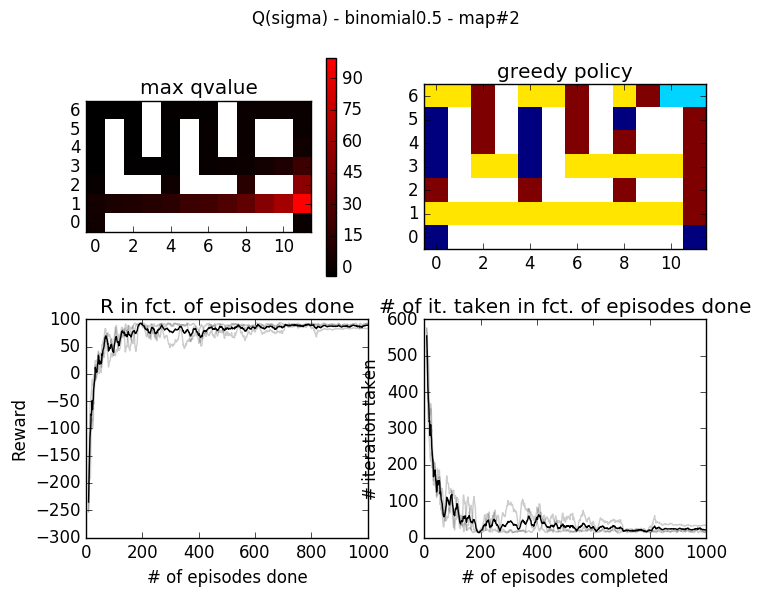 Q(sigma) - binomial0.5 - map#2
max qvalue
6
5
4
3
2
1
0
0 2 4 6 8 10
90
75
60
45
30
15
0
greedy policy
6
5
4
3
2
1
0
0 2 4 6 8 10
R in fct. of episodes done
100
50
0
−50
−100
−150
−200
−250
−300
Reward
0 200 400 600 800 1000
# of episodes done
# of it. taken in fct. of episodes done
600
500
400
300
200
100
0
# iteration taken
0 200 400 600 800 1000
# of episodes completed